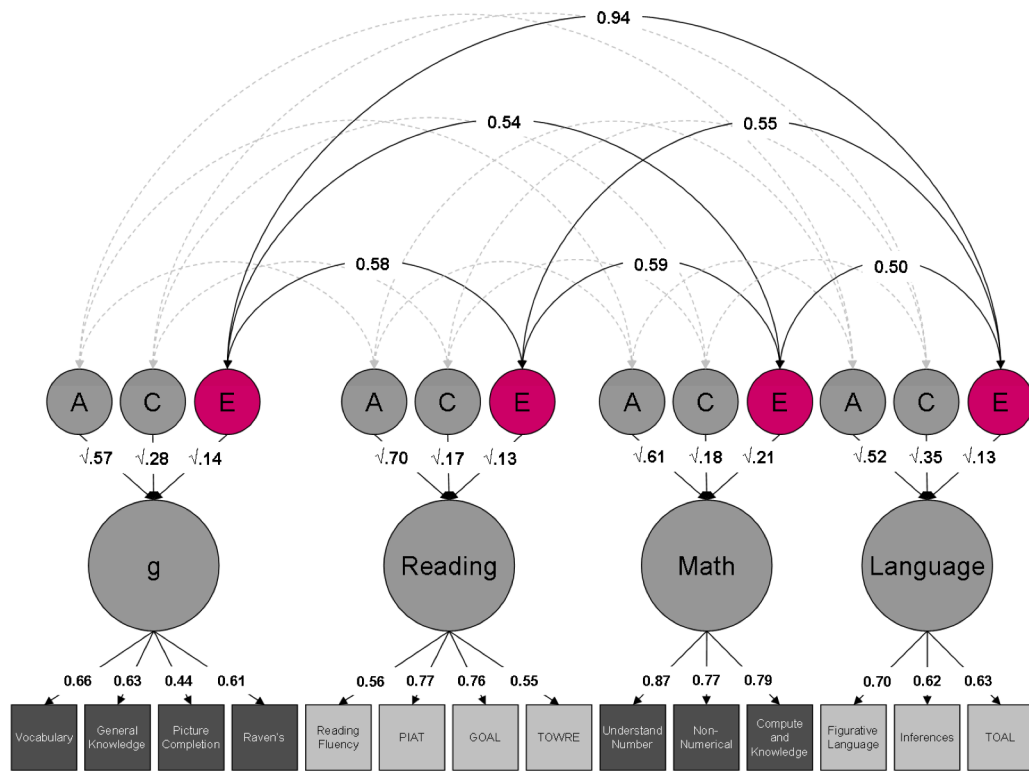 0.94
0.54
0.55
0.58
0.59
0.50
A C E A C E A C E A C E
√.57 √.28 √.14 √.70 √.17 √.13 √.61 √.18 √.21 √.52 √.35 √.13
g Reading Math Language
0.66 0.63 0.44 0.61 0.56 0.77 0.76 0.55 0.87 0.77 0.79 0.70 0.62 0.63
Vocabulary
General
Knowledge
Picture
Completion
Raven's
Reading
Fluency
PIAT
GOAL
TOWRE
Understand
Number
Non-
Numerical
Compute
and
Knowledge
Figurative
Language
Inferences
TOAL